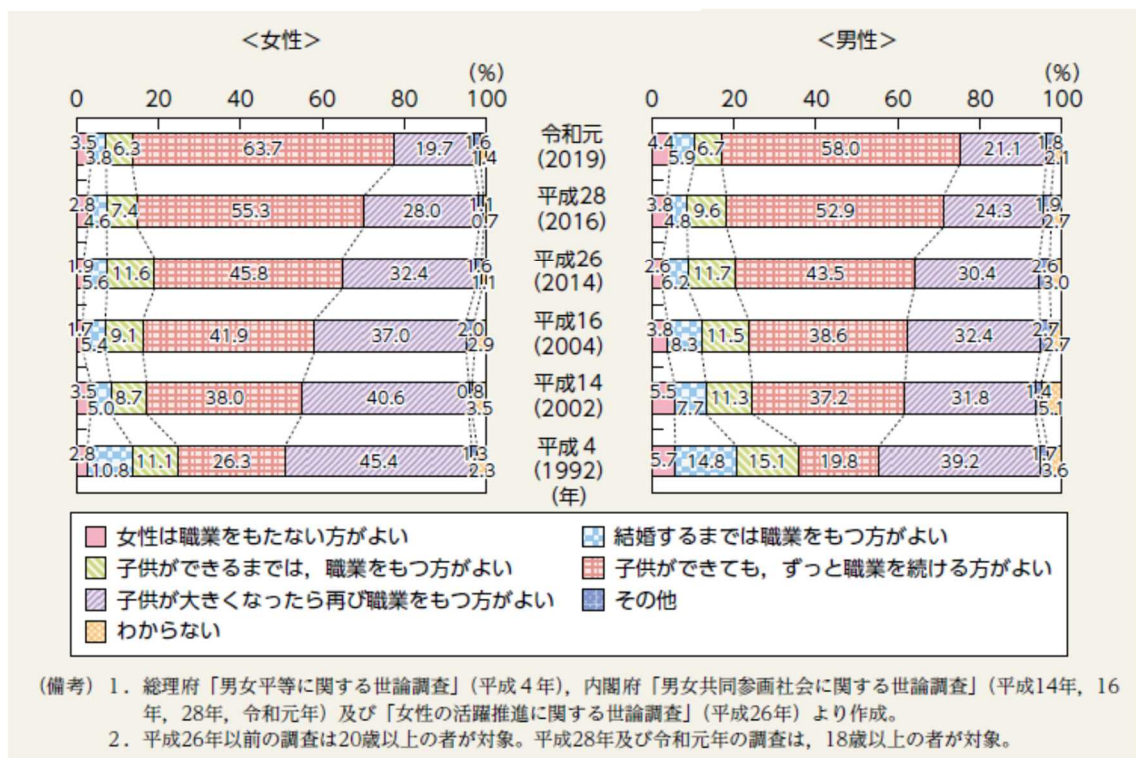 ＜女性＞ ＜男性＞
(%) (%)
0 20 40 60 80 100 0 20 40 60 80 100
3.5 3.8 6.3 63.7 19.7 1.6 1.4 令和元(2019) 4.4 5.9 6.7 58.0 21.1 1.8 2.1
2.8 4.6 7.4 55.3 28.0 1.1 0.7 平成28(2016) 3.8 4.8 9.6 52.9 24.3 1.9 2.7
1.9 5.6 11.6 45.8 32.4 1.6 1.1 平成26(2014) 2.6 6.2 11.7 43.5 30.4 2.6 3.0
1.7 5.4 9.1 41.9 37.0 2.0 2.9 平成16(2004) 3.8 8.3 11.5 38.6 32.4 2.7 2.7
3.5 5.0 8.7 38.0 40.6 0.8 3.5 平成14(2002) 5.5 7.7 11.3 37.2 31.8 1.4 5.1
2.8 10.8 11.1 26.3 45.4 1.3 2.3 平成4(1992) 5.7 14.8 15.1 19.8 39.2 1.7 3.6
(年)
女性は職業をもたない方がよい 結婚するまでは職業をもつ方がよい
子供ができるまでは，職業をもつ方がよい 子供ができても，ずっと職業を続ける方がよい
子供が大きくなったら再び職業をもつ方がよい その他
わからない
（備考）1．総理府「男女平等に関する世論調査」（平成4年），内閣府「男女共同参画社会に関する世論調査」（平成14年，16
年，28年，令和元年）及び「女性の活躍推進に関する世論調査」（平成26年）より作成。
2．平成26年以前の調査は20歳以上の者が対象。平成28年及び令和元年の調査は，18歳以上の者が対象。